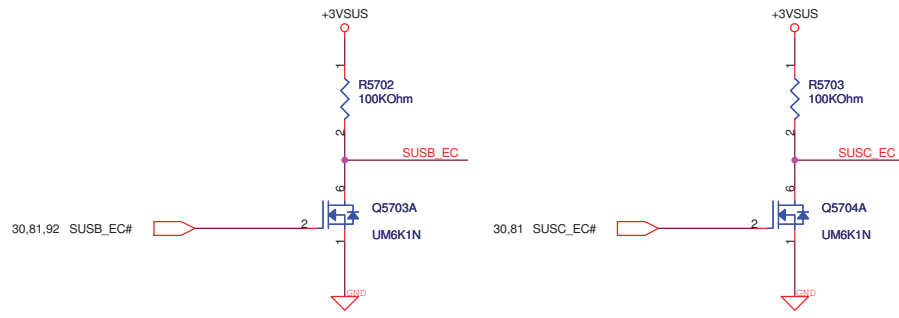 +3VSUS
1
R5702
100KOhm
2
SUSB_EC
6
Q5703A
2
30,81,92 SUSB_EC#
UM6K1N
1
GND
+3VSUS
1
R5703
100KOhm
2
SUSC_EC
6
Q5704A
2
30,81 SUSC_EC#
UM6K1N
1
GND